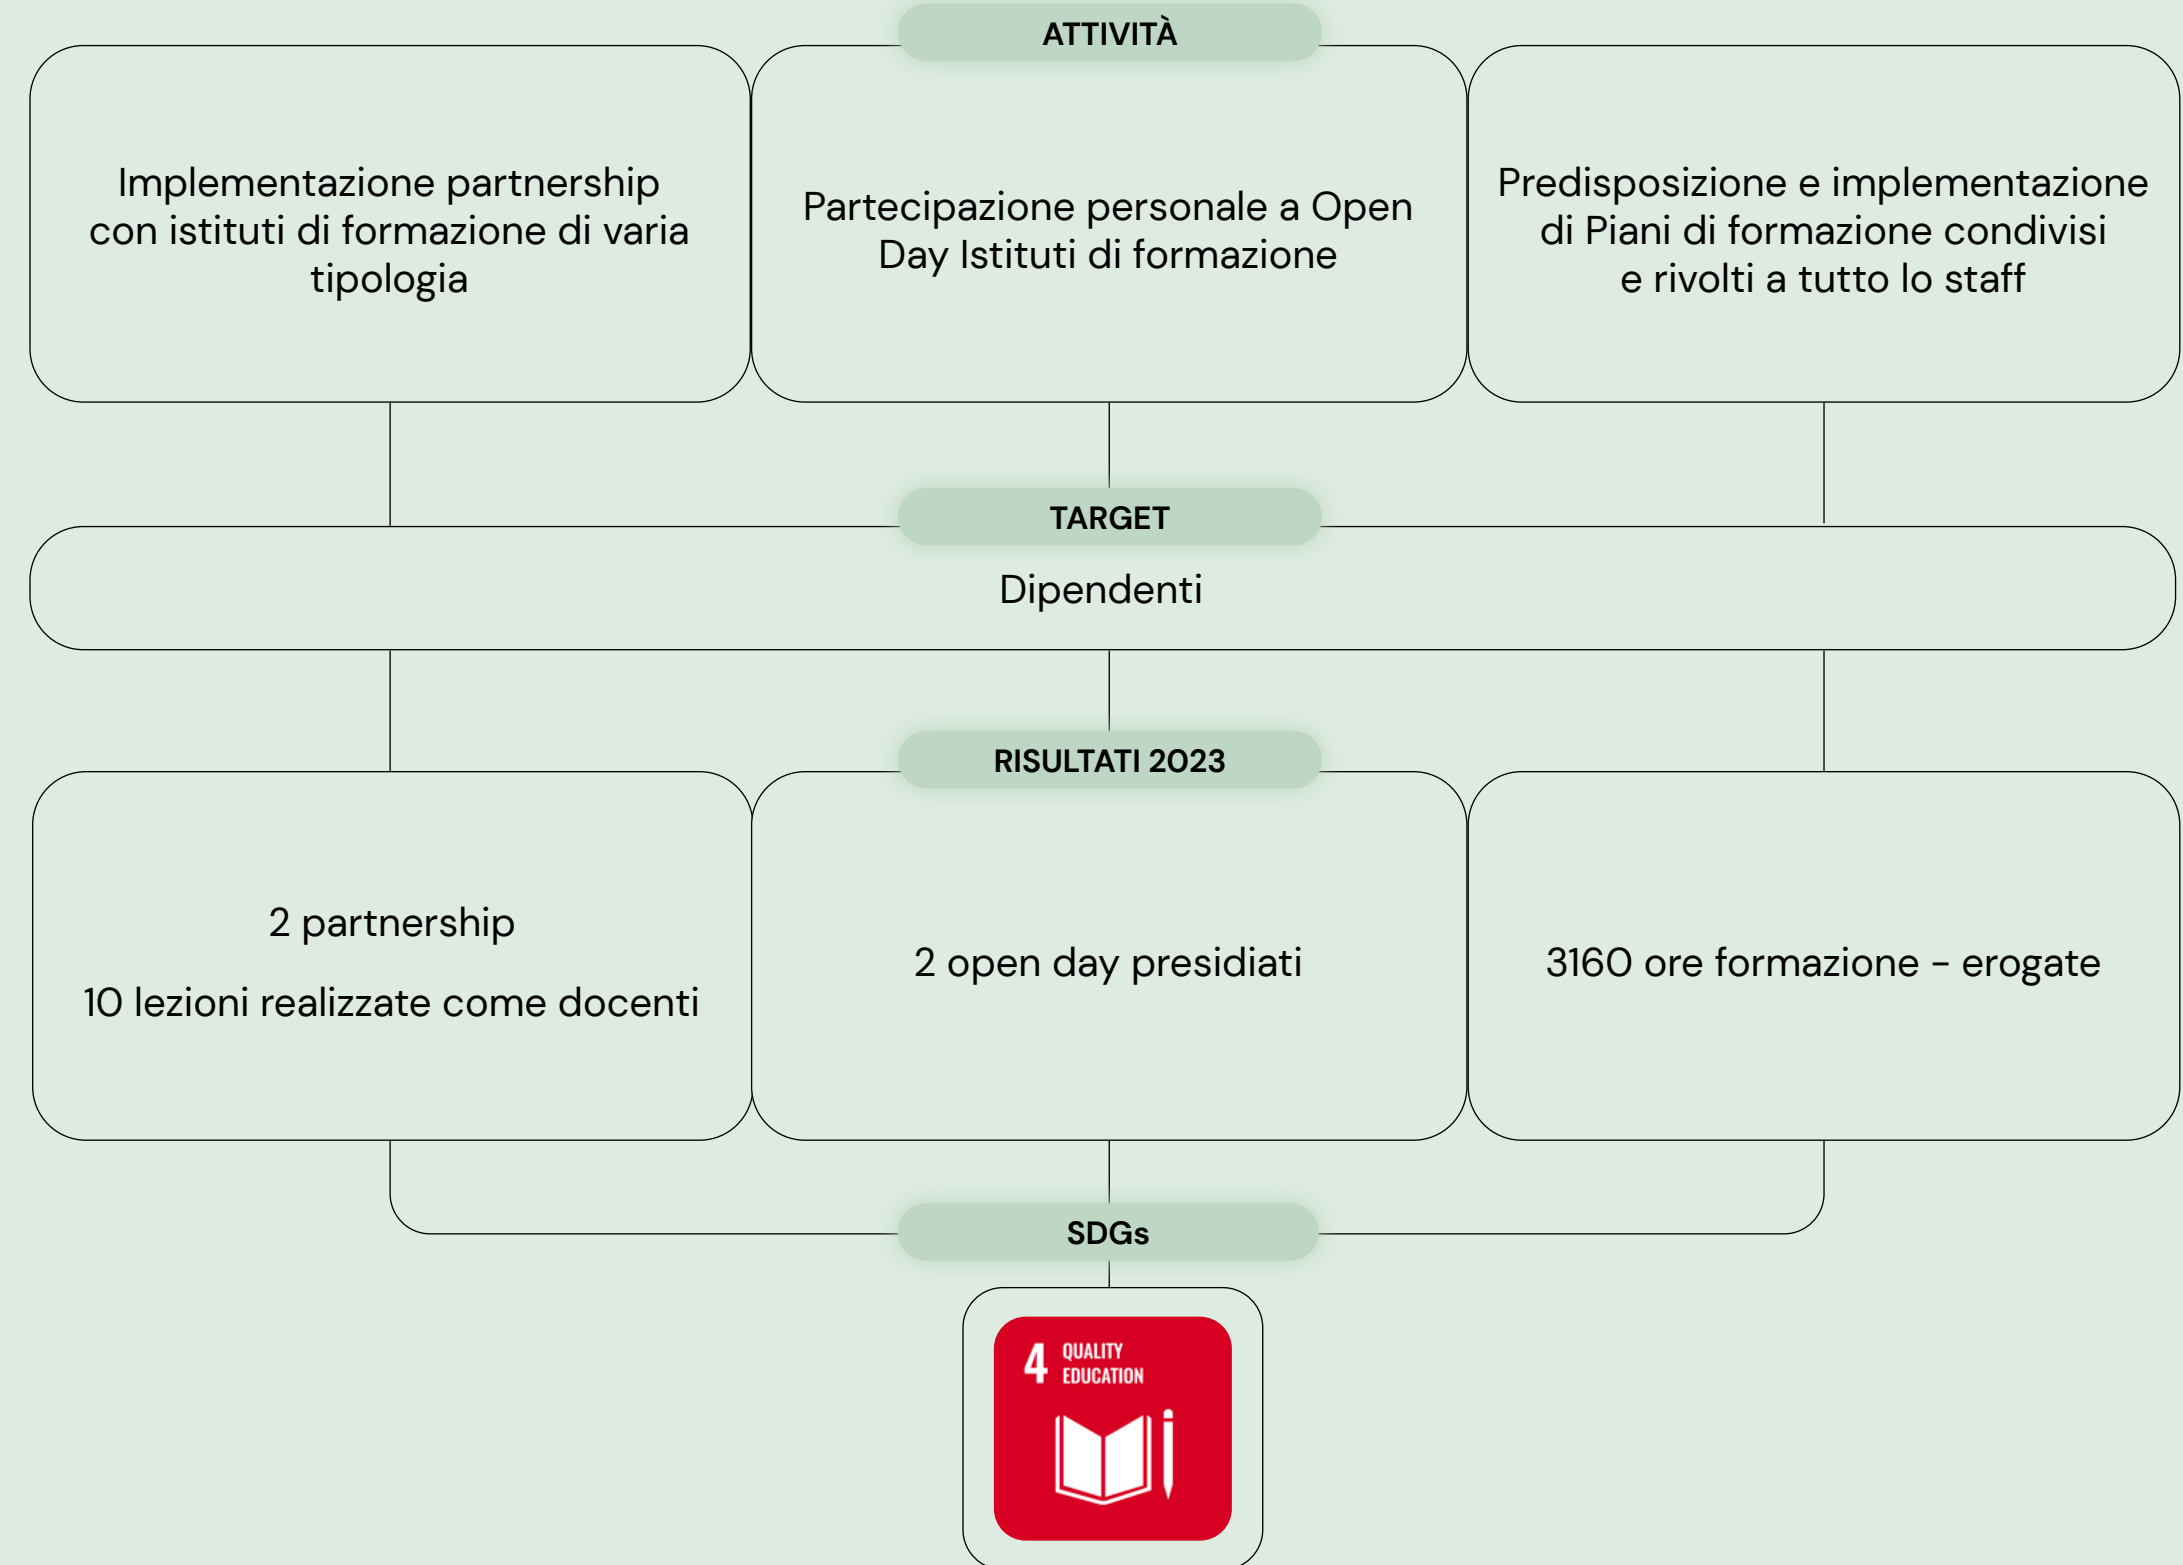 ATTIVITÀ
Implementazione partnership
con istituti di formazione di varia
tipologia
Partecipazione personale a Open
Day Istituti di formazione
Predisposizione e implementazione
di Piani di formazione condivisi
e rivolti a tutto lo staff
TARGET
Dipendenti
RISULTATI 2023
2 partnership
10 lezioni realizzate come docenti
2 open day presidiati
3160 ore formazione - erogate
SDGs
4 QUALITY
EDUCATION